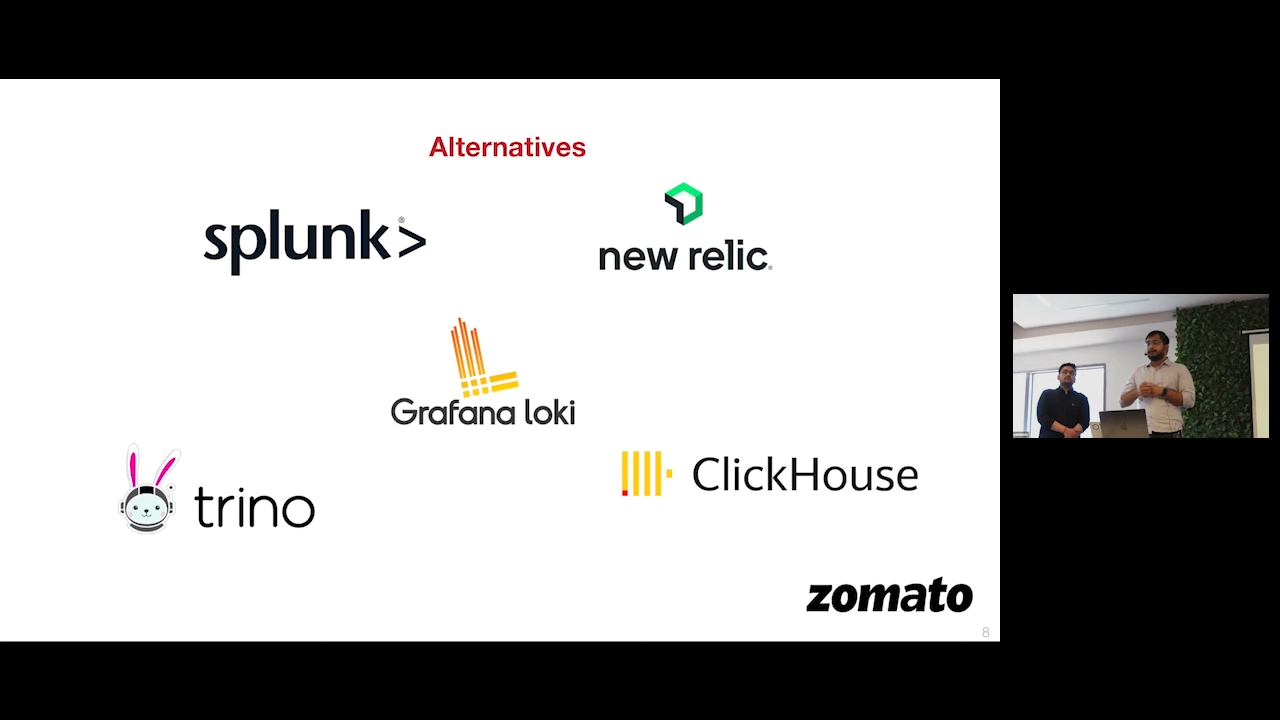 Alternatives
splunk>®
new relic®
Grafana loki
trino
ClickHouse
zomato
8